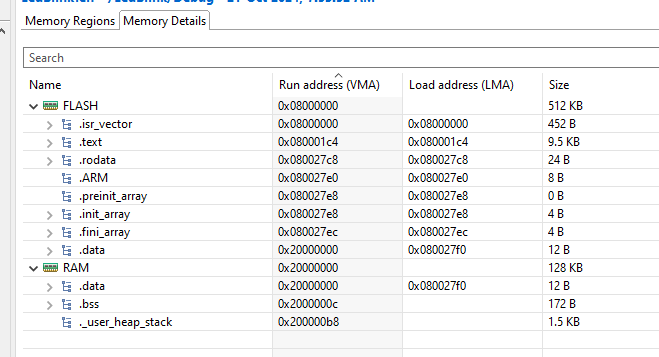 Memory Regions Memory Details
Search
Name Run address (VMA) Load address (LMA) Size
FLASH 0x08000000 512 KB
.isr_vector 0x08000000 0x08000000 452 B
.text 0x080001c4 0x080001c4 9.5 KB
.rodata 0x080027c8 0x080027c8 24 B
.ARM 0x080027e0 0x080027e0 8 B
.preinit_array 0x080027e8 0x080027e8 0 B
.init_array 0x080027e8 0x080027e8 4 B
.fini_array 0x080027ec 0x080027ec 4 B
.data 0x20000000 0x080027f0 12 B
RAM 0x20000000 128 KB
.data 0x20000000 0x080027f0 12 B
.bss 0x2000000c 172 B
._user_heap_stack 0x200000b8 1.5 KB